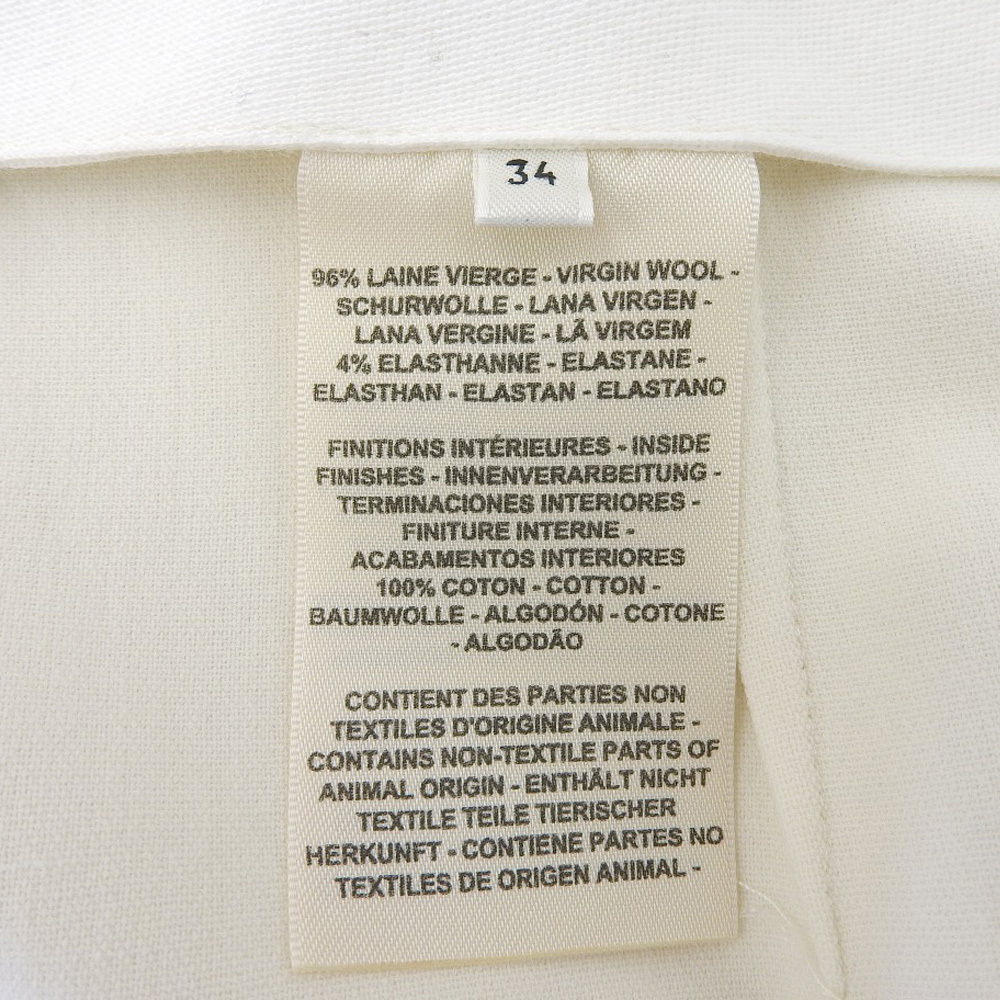 34
96% LAINE VIERGE - VIRGIN WOOL -
SCHURWOLLE - LANA VIRGEN -
LANA VERGINE - LÃ VIRGEM
4% ELASTHANNE - ELASTANE -
ELASTHAN - ELASTAN - ELASTANO
FINITIONS INTÉRIEURES - INSIDE
FINISHES - INNENVERARBEITUNG -
TERMINACIONES INTERIORES -
FINITURE INTERNE -
ACABAMENTOS INTERIORES
100% COTON - COTTON -
BAUMWOLLE - ALGODÓN - COTONE
- ALGODÃO
CONTIENT DES PARTIES NON
TEXTILES D'ORIGINE ANIMALE -
CONTAINS NON-TEXTILE PARTS OF
ANIMAL ORIGIN - ENTHÄLT NICHT
TEXTILE TEILE TIERISCHER
HERKUNFT - CONTIENE PARTES NO
TEXTILES DE ORIGEN ANIMAL -